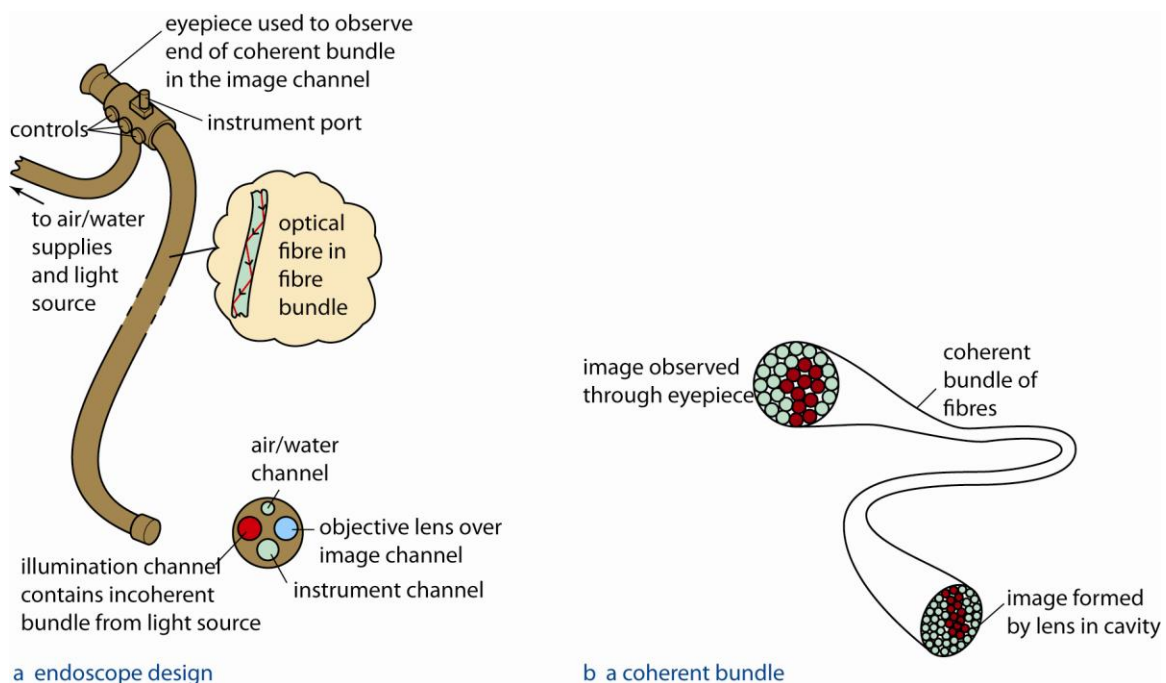 eyepiece used to observe
end of coherent bundle
in the image channel
instrument port
controls
to air/water
supplies
and light
source
optical
fibre in
fibre
bundle
air/water
channel
objective lens over
image channel
instrument channel
illumination channel
contains incoherent
bundle from light source
a endoscope design
image observed
through eyepiece
coherent
bundle of
fibres
image formed
by lens in cavity
b a coherent bundle